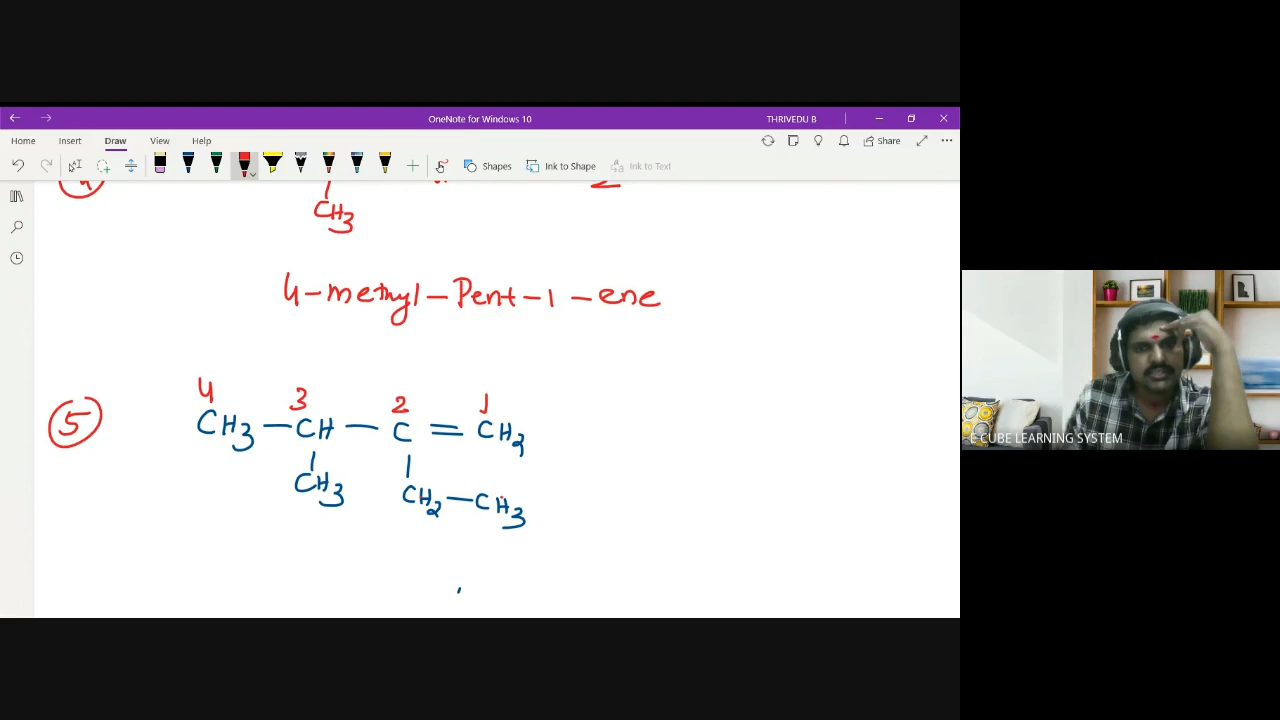 OneNote for Windows 10
THRIVEDU B
Home Insert Draw View Help
Share
Shapes Ink to Shape Ink to Text
4 2
CH3
4-methyl-Pent-1-ene
4 3 2 1
5 CH3-CH-C=CH2
CH3 CH2-CH3
E CUBE LEARNING SYSTEM